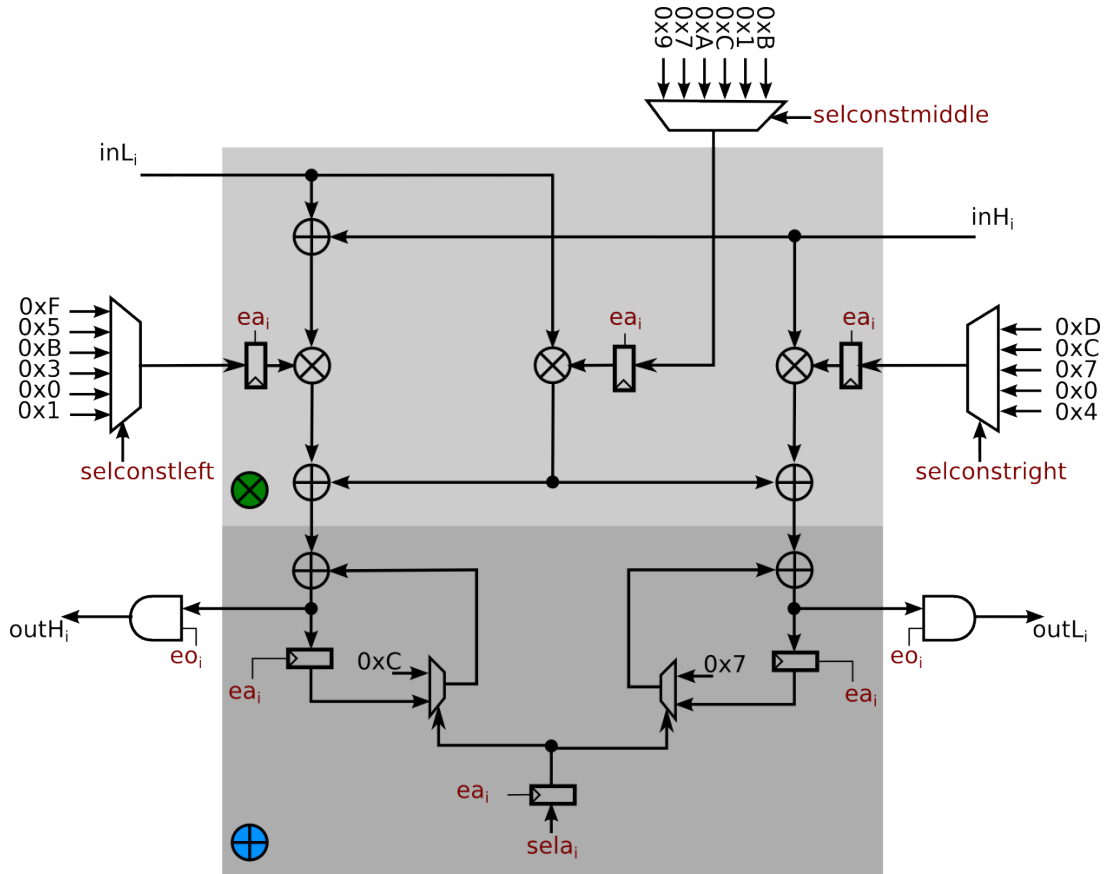 0x9
0x7
0xA
0xC
0x1
0xB
selconstmiddle
inLᵢ
inHᵢ
0xF
0x5
0xB
0x3
0x0
0x1
selconstleft
eaᵢ
eaᵢ
eaᵢ
0xD
0xC
0x7
0x0
0x4
selconstright
outHᵢ
eoᵢ
eaᵢ
0xC
0x7
eoᵢ
outLᵢ
eaᵢ
eaᵢ
selaᵢ